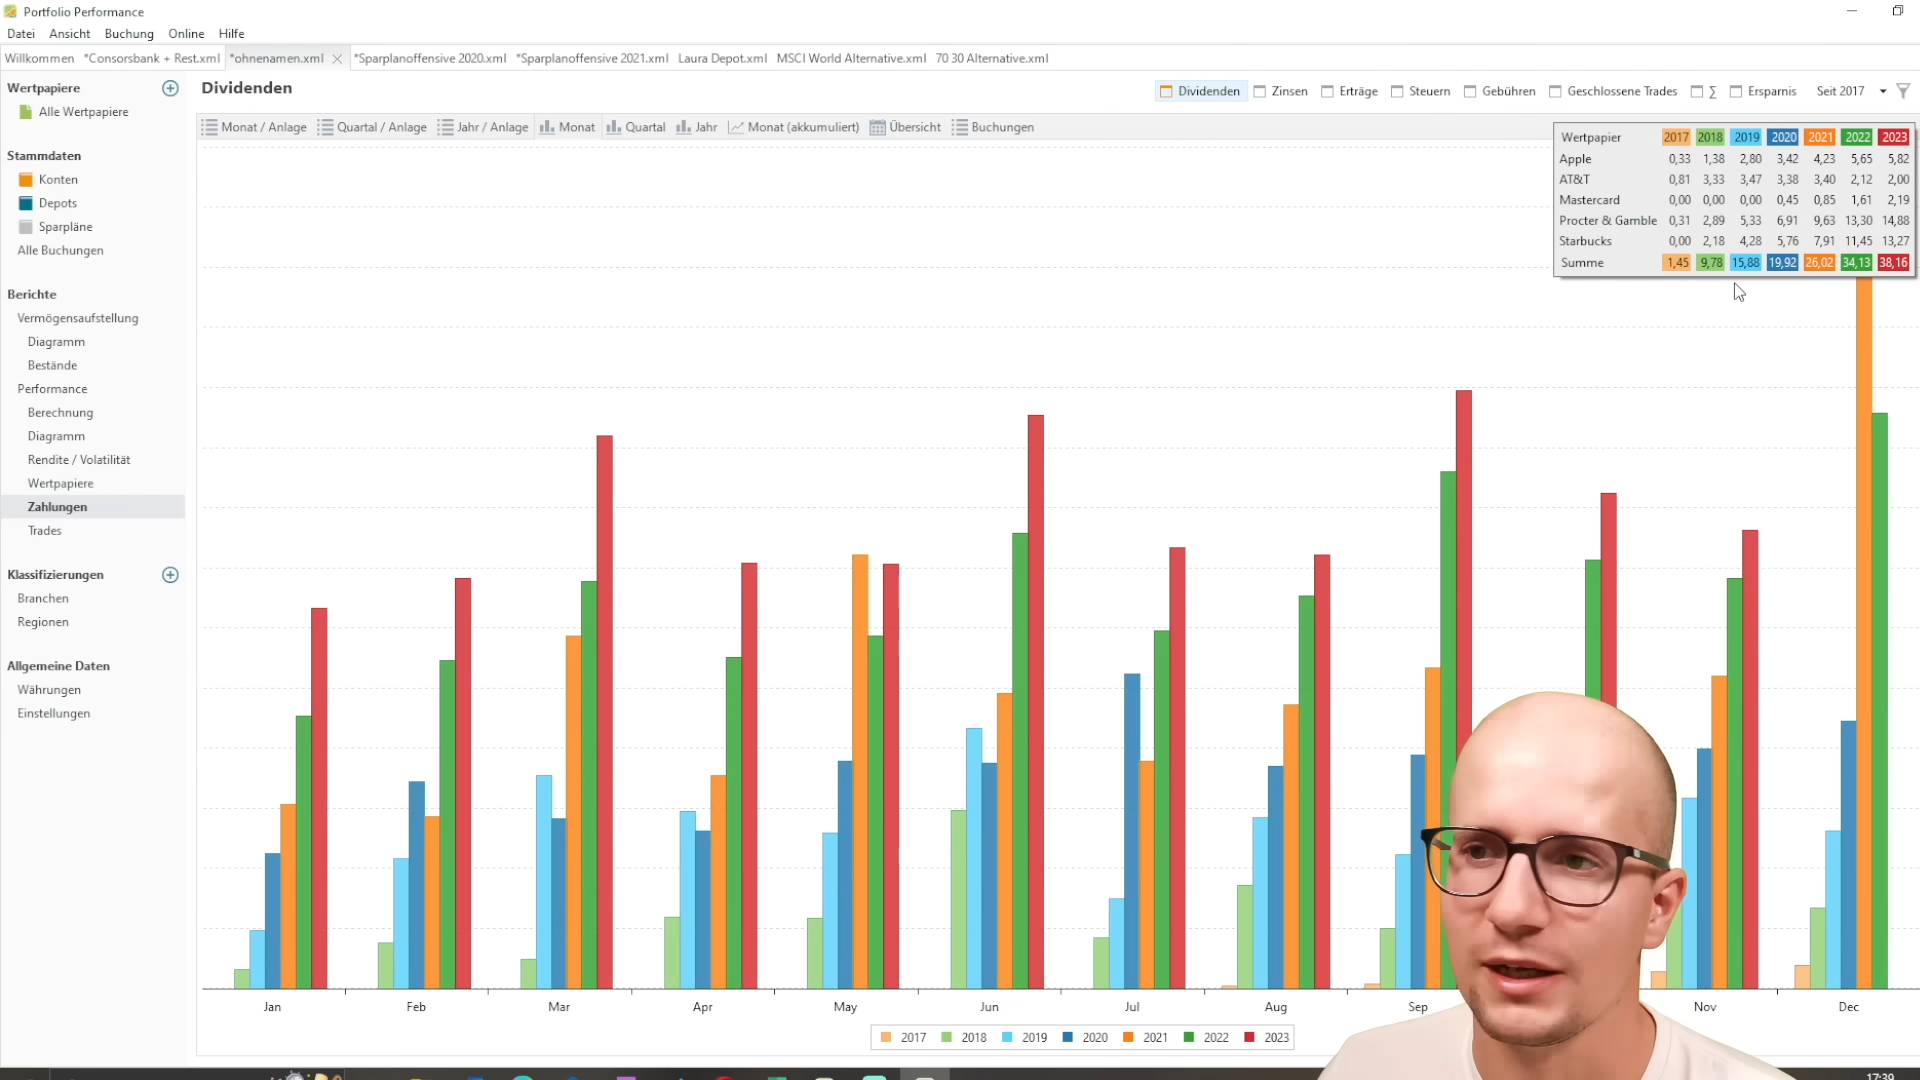 Portfolio Performance
Datei Ansicht Buchung Online Hilfe
Willkommen *Consorsbank + Rest.xml *ohnenamen.xml *Sparplanoffensive 2020.xml *Sparplanoffensive 2021.xml Laura Depot.xml MSCI World Alternative.xml 70 30 Alternative.xml
Wertpapiere
Alle Wertpapiere
Stammdaten
Konten
Depots
Sparpläne
Alle Buchungen
Berichte
Vermögensaufstellung
Diagramm
Bestände
Performance
Berechnung
Diagramm
Rendite / Volatilität
Wertpapiere
Zahlungen
Trades
Klassifizierungen
Branchen
Regionen
Allgemeine Daten
Währungen
Einstellungen
Dividenden
Dividenden Zinsen Erträge Steuern Gebühren Geschlossene Trades ∑ Ersparnis Seit 2017
Monat / Anlage Quartal / Anlage Jahr / Anlage Monat Quartal Jahr Monat (akkumuliert) Übersicht Buchungen
Wertpapier 2017 2018 2019 2020 2021 2022 2023
Apple 0,33 1,38 2,80 3,42 4,23 5,65 5,82
AT&T 0,81 3,33 3,47 3,38 3,40 2,12 2,00
Mastercard 0,00 0,00 0,00 0,45 0,85 1,61 2,19
Procter & Gamble 0,31 2,89 5,33 6,91 9,63 13,30 14,88
Starbucks 0,00 2,18 4,28 5,76 7,91 11,45 13,27
Summe 1,45 9,78 15,88 19,92 26,02 34,13 38,16
Jan Feb Mar Apr May Jun Jul Aug Sep Nov Dec
2017 2018 2019 2020 2021 2022 2023
17:39